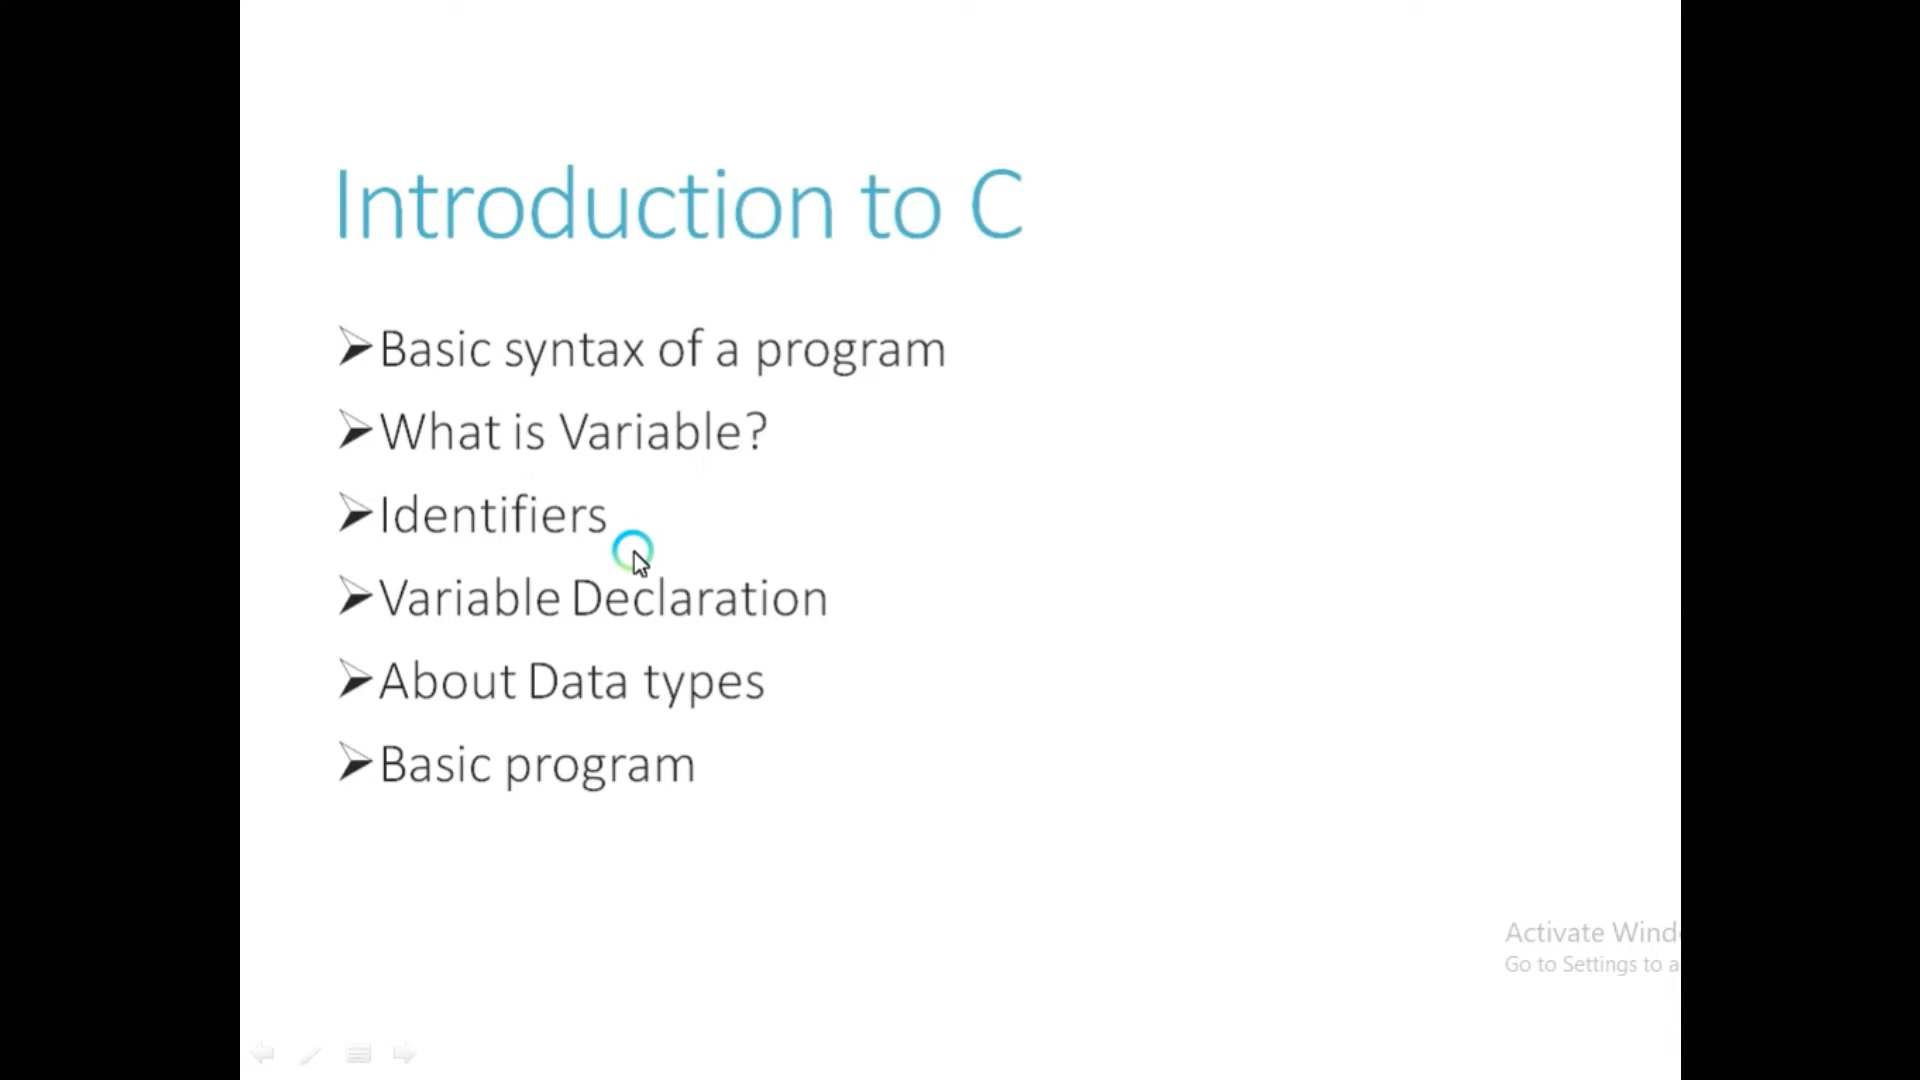 Introduction to C
Basic syntax of a program
What is Variable?
Identifiers
Variable Declaration
About Data types
Basic program
Activate
Go to Settings to